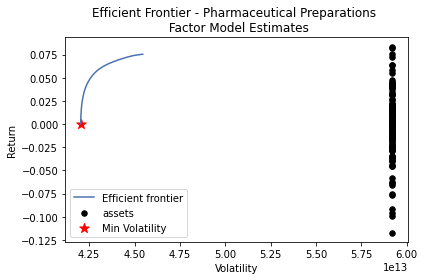 Efficient Frontier - Pharmaceutical Preparations
Factor Model Estimates
Return
0.075
0.050
0.025
0.000
−0.025
−0.050
−0.075
−0.100
−0.125
Efficient frontier
assets
Min Volatility
4.25 4.50 4.75 5.00 5.25 5.50 5.75 6.00
1e13
Volatility